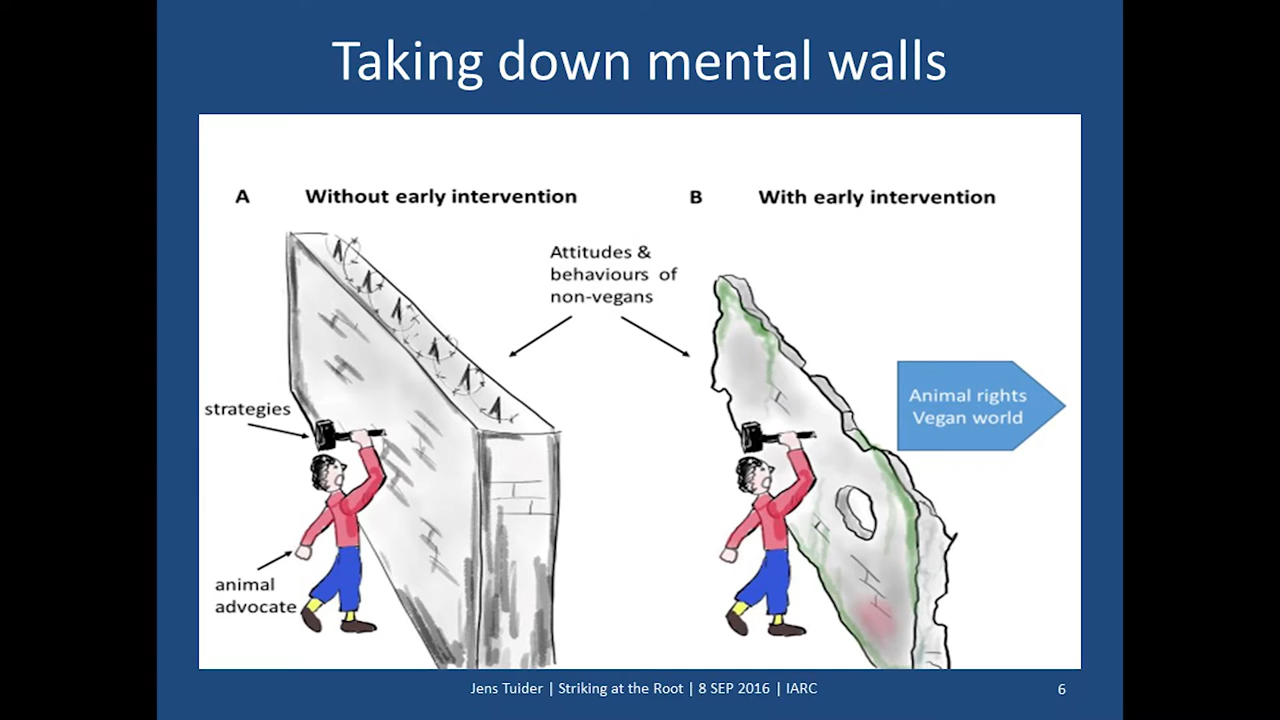 Taking down mental walls
A Without early intervention
B With early intervention
Attitudes &
behaviours of
non-vegans
strategies
animal
advocate
Animal rights
Vegan world
Jens Tuider | Striking at the Root | 8 SEP 2016 | IARC
6